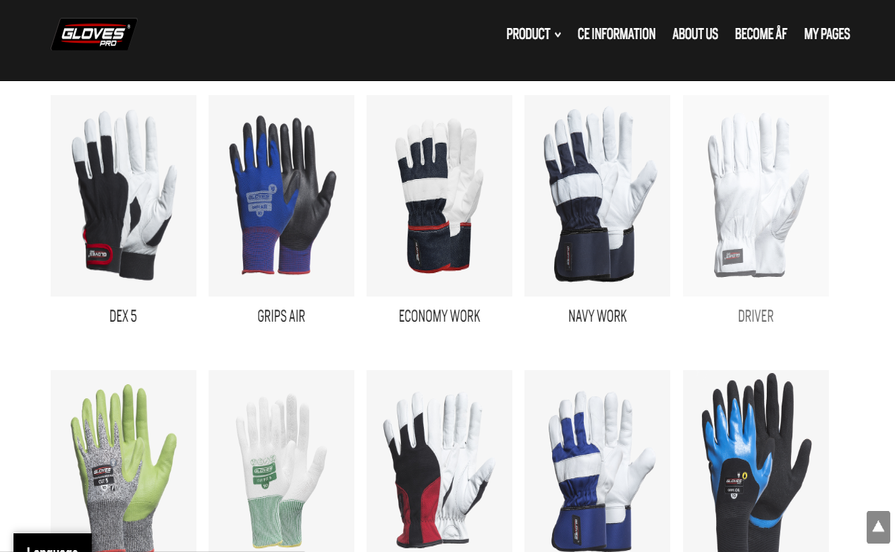 GLOVES®
PRO
PRODUCT CE INFORMATION ABOUT US BECOME ÅF MY PAGES
DEX 5 GRIPS AIR ECONOMY WORK NAVY WORK DRIVER
Language